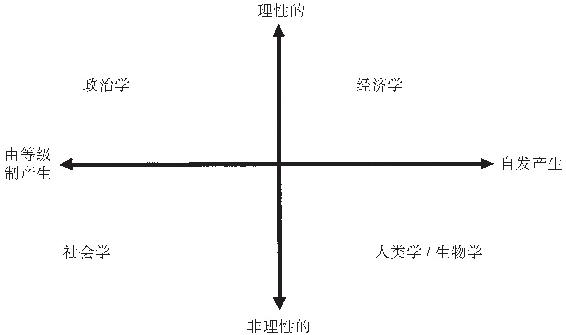 理性的
政治学
经济学
由等级
制产生
自发产生
社会学
人类学 / 生物学
非理性的